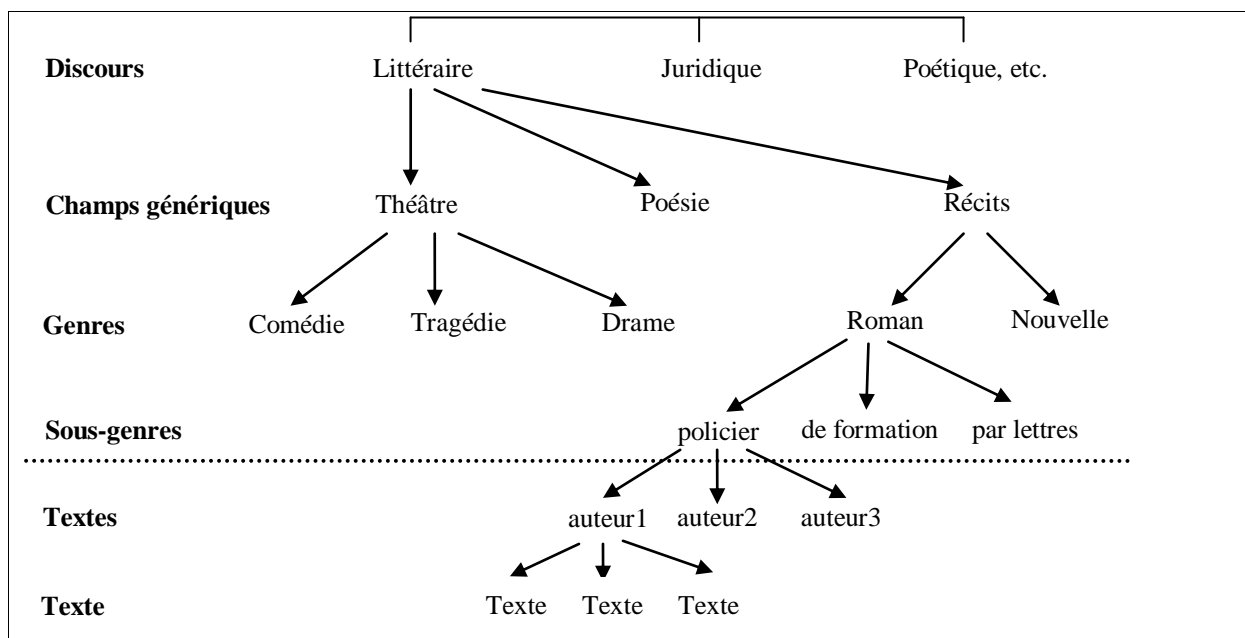 Discours Littéraire Juridique Poétique, etc.
Champs génériques Théâtre Poésie Récits
Genres Comédie Tragédie Drame Roman Nouvelle
Sous-genres policier de formation par lettres
Textes auteur1 auteur2 auteur3
Texte Texte Texte Texte